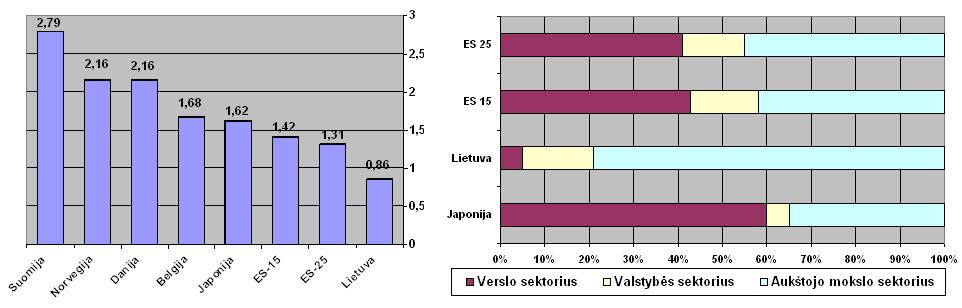 2,79
2,16
2,16
1,68
1,62
1,42
1,31
0,86
3
2,5
2
1,5
1
0,5
0
Suomija
Norvegija
Danija
Belgija
Japonija
ES-15
ES-25
Lietuva
ES 25
ES 15
Lietuva
Japonija
0% 10% 20% 30% 40% 50% 60% 70% 80% 90% 100%
Verslo sektorius Valstybės sektorius Aukštojo mokslo sektorius